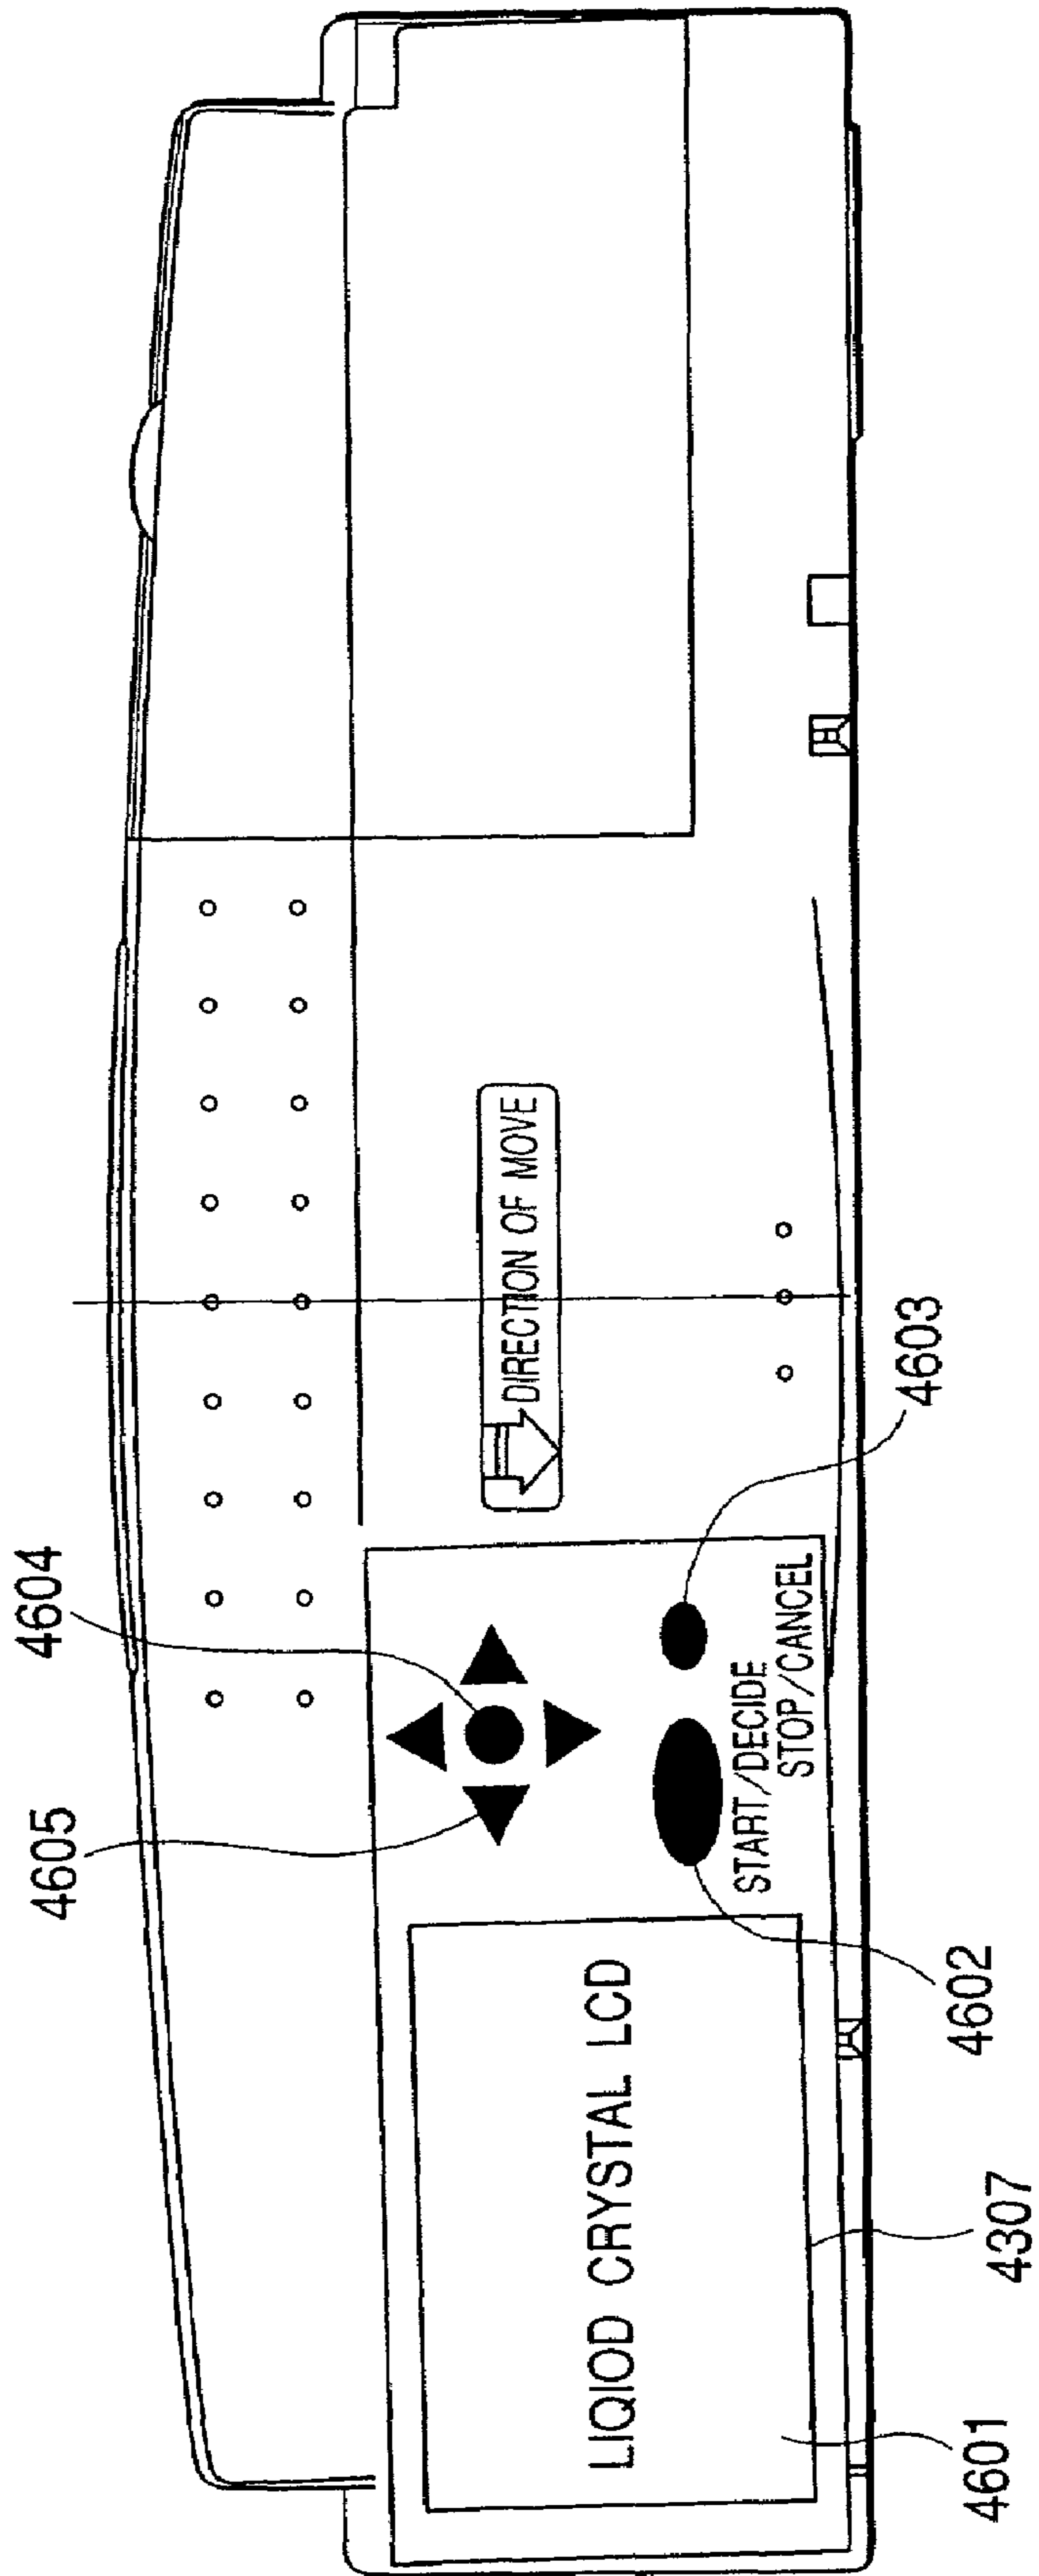 4604
4605
DIRECTION OF MOVE
4603
START/DECIDE
STOP/CANCEL
4602
LIQIOD CRYSTAL LCD
4307
4601